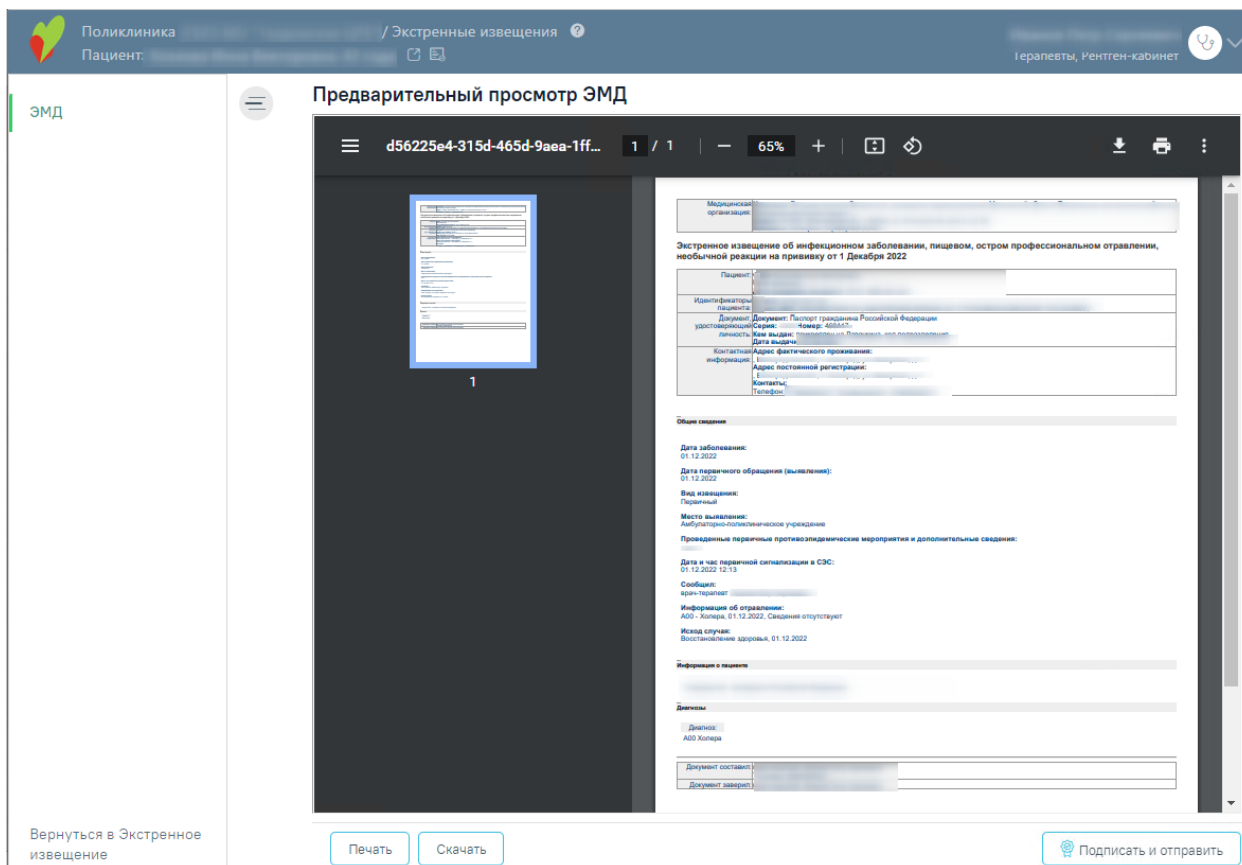 Поликлиника / Экстренные извещения ?
Пациент:
Терапевты, Рентген-кабинет
ЭМД
Предварительный просмотр ЭМД
d56225e4-315d-465d-9aea-1ff... 1 / 1 65%
1
Медицинская
организация:
Экстренное извещение об инфекционном заболевании, пищевом, остром профессиональном отравлении,
необычной реакции на прививку от 1 Декабря 2022
Пациент:
Идентификаторы
пациента:
Документ, Документ: Паспорт гражданина Российской Федерации
удостоверяющий Серия: Номер:
личность: Кем выдан:
Дата выдачи
Контактная Адрес фактического проживания:
информация:
Адрес постоянной регистрации:
Контакты:
Телефон:
Общие сведения
Дата заболевания:
01.12.2022
Дата первичного обращения (выявления):
01.12.2022
Вид извещения:
Первичный
Место выявления:
Амбулаторно-поликлиническое учреждение
Проведенные первичные противоэпидемические мероприятия и дополнительные сведения:
Дата и час первичной сигнализации в СЭС:
01.12.2022 12:13
Сообщил:
врач-терапевт
Информация об отравлении:
A00 - Холера, 01.12.2022, Сведения отсутствуют
Исход случая:
Восстановление здоровья, 01.12.2022
Информация о пациенте
Диагнозы
Диагноз:
A00 Холера
Документ составил:
Документ заверил:
Вернуться в Экстренное
извещение
Печать Скачать Подписать и отправить